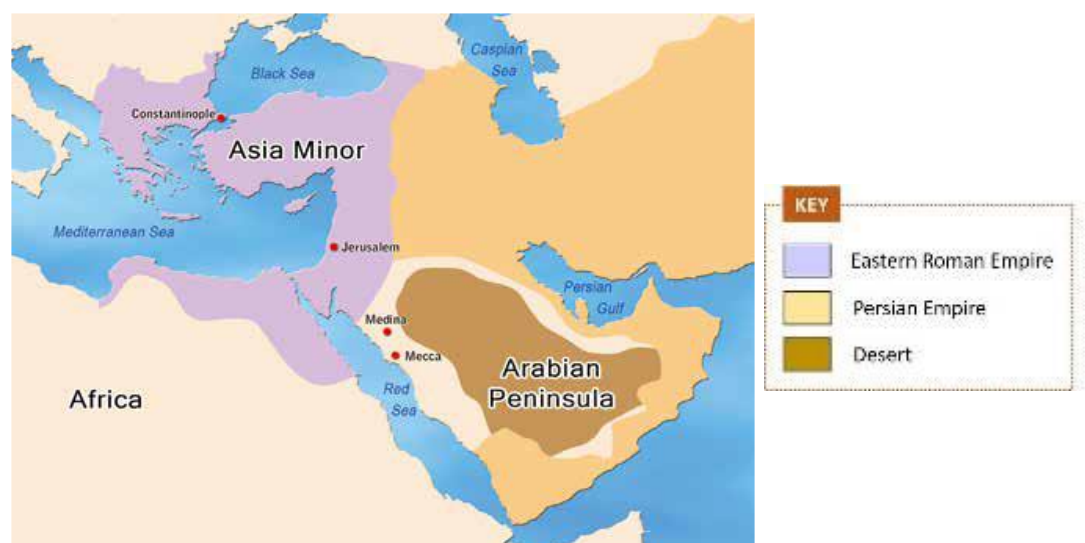 Caspian
Sea
Black Sea
Constantinople
Asia Minor
Mediterranean Sea
Jerusalem
Persian
Gulf
Medina
Mecca
Arabian
Peninsula
Africa
Red
Sea
KEY
Eastern Roman Empire
Persian Empire
Desert